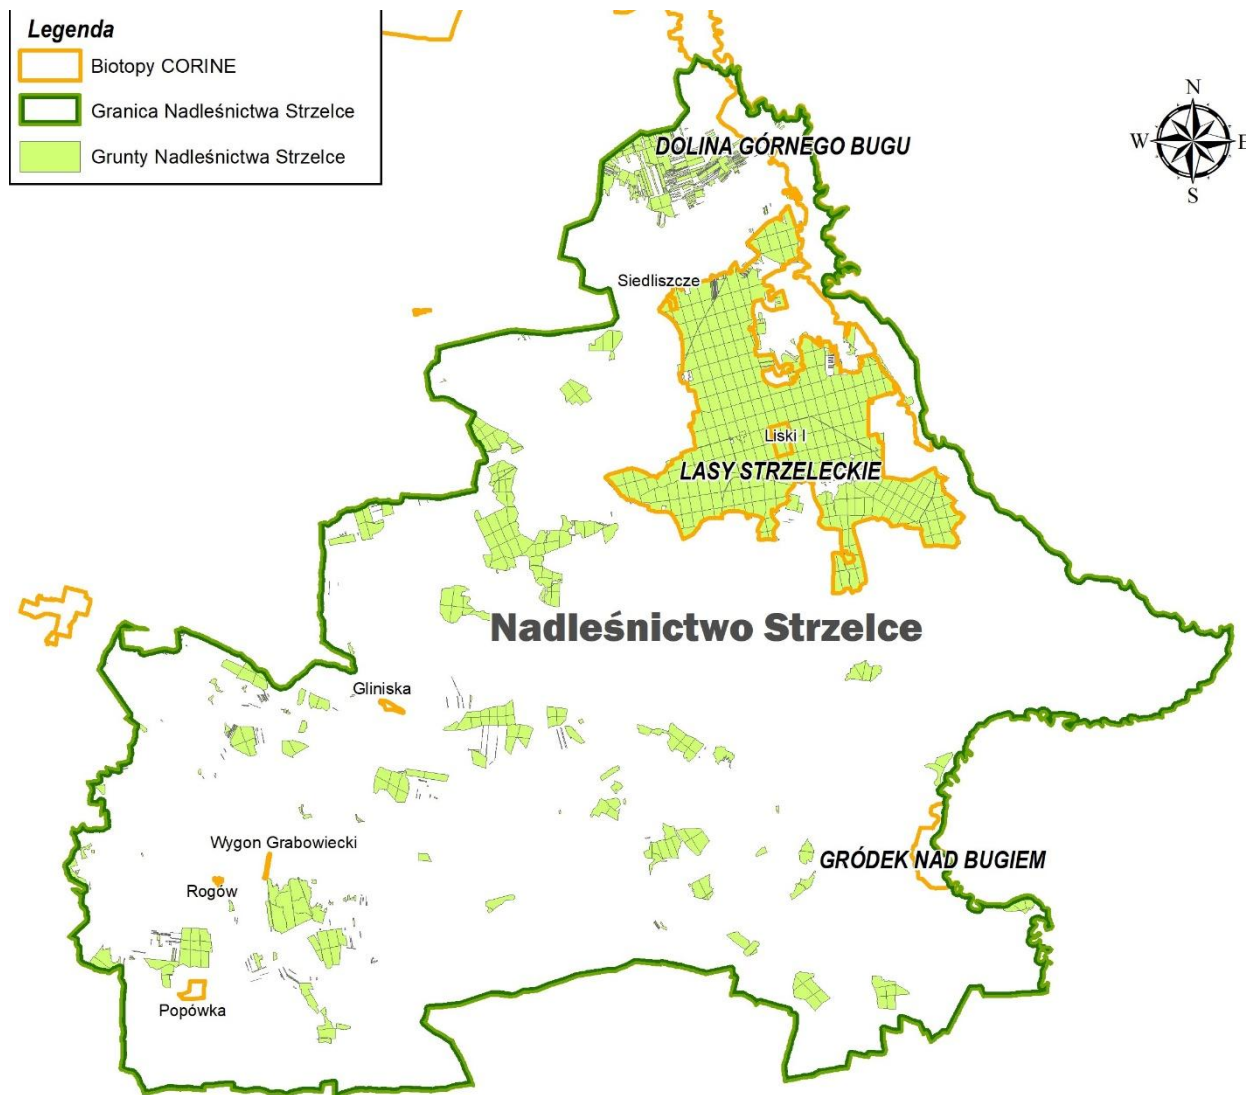 Legenda
Biotopy CORINE
Granica Nadleśnictwa Strzelce
Grunty Nadleśnictwa Strzelce
N
W E
S
DOLINA GÓRNEGO BUGU
Siedliszcze
Liski I
LASY STRZELECKIE
Nadleśnictwo Strzelce
Gliniska
Wygon Grabowiecki
GRÓDEK NAD BUGIEM
Rogów
Popówka